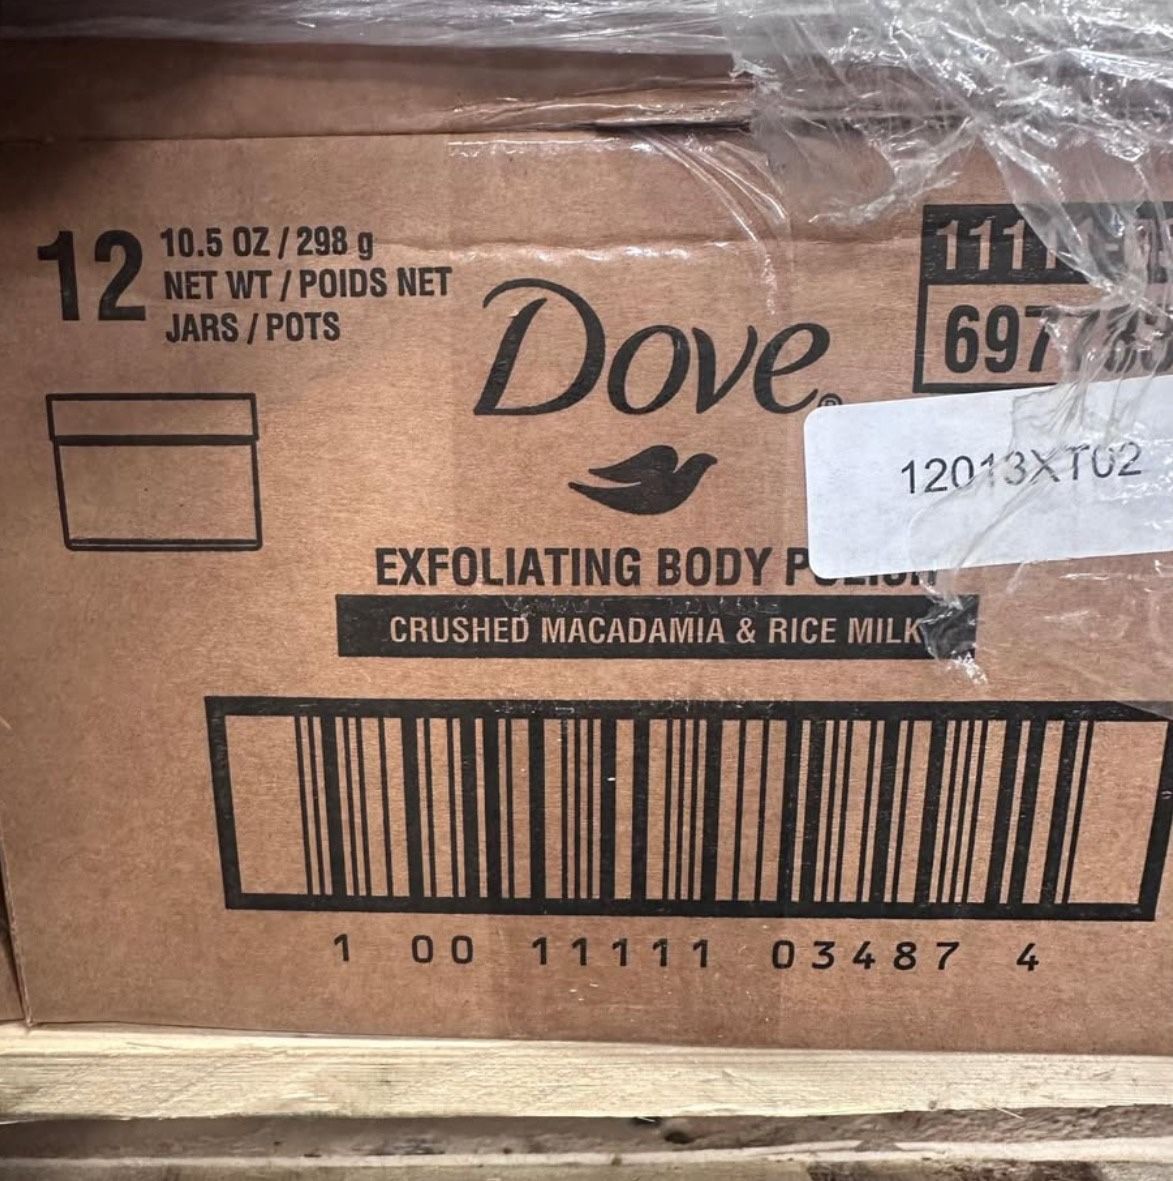 12
10.5 OZ / 298 g
NET WT / POIDS NET
JARS / POTS
Dove®
12013XT02
EXFOLIATING BODY POLISH
CRUSHED MACADAMIA & RICE MILK
1 00 11111 03487 4